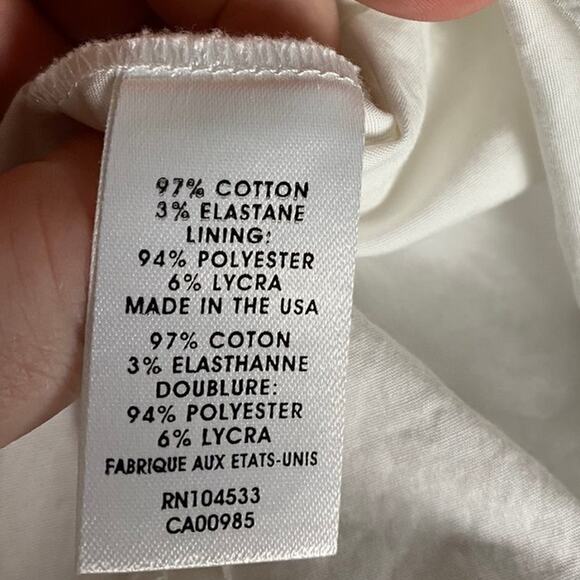 97% COTTON
3% ELASTANE
LINING:
94% POLYESTER
6% LYCRA
MADE IN THE USA
97% COTON
3% ELASTHANNE
DOUBLURE:
94% POLYESTER
6% LYCRA
FABRIQUE AUX ETATS-UNIS
RN104533
CA00985